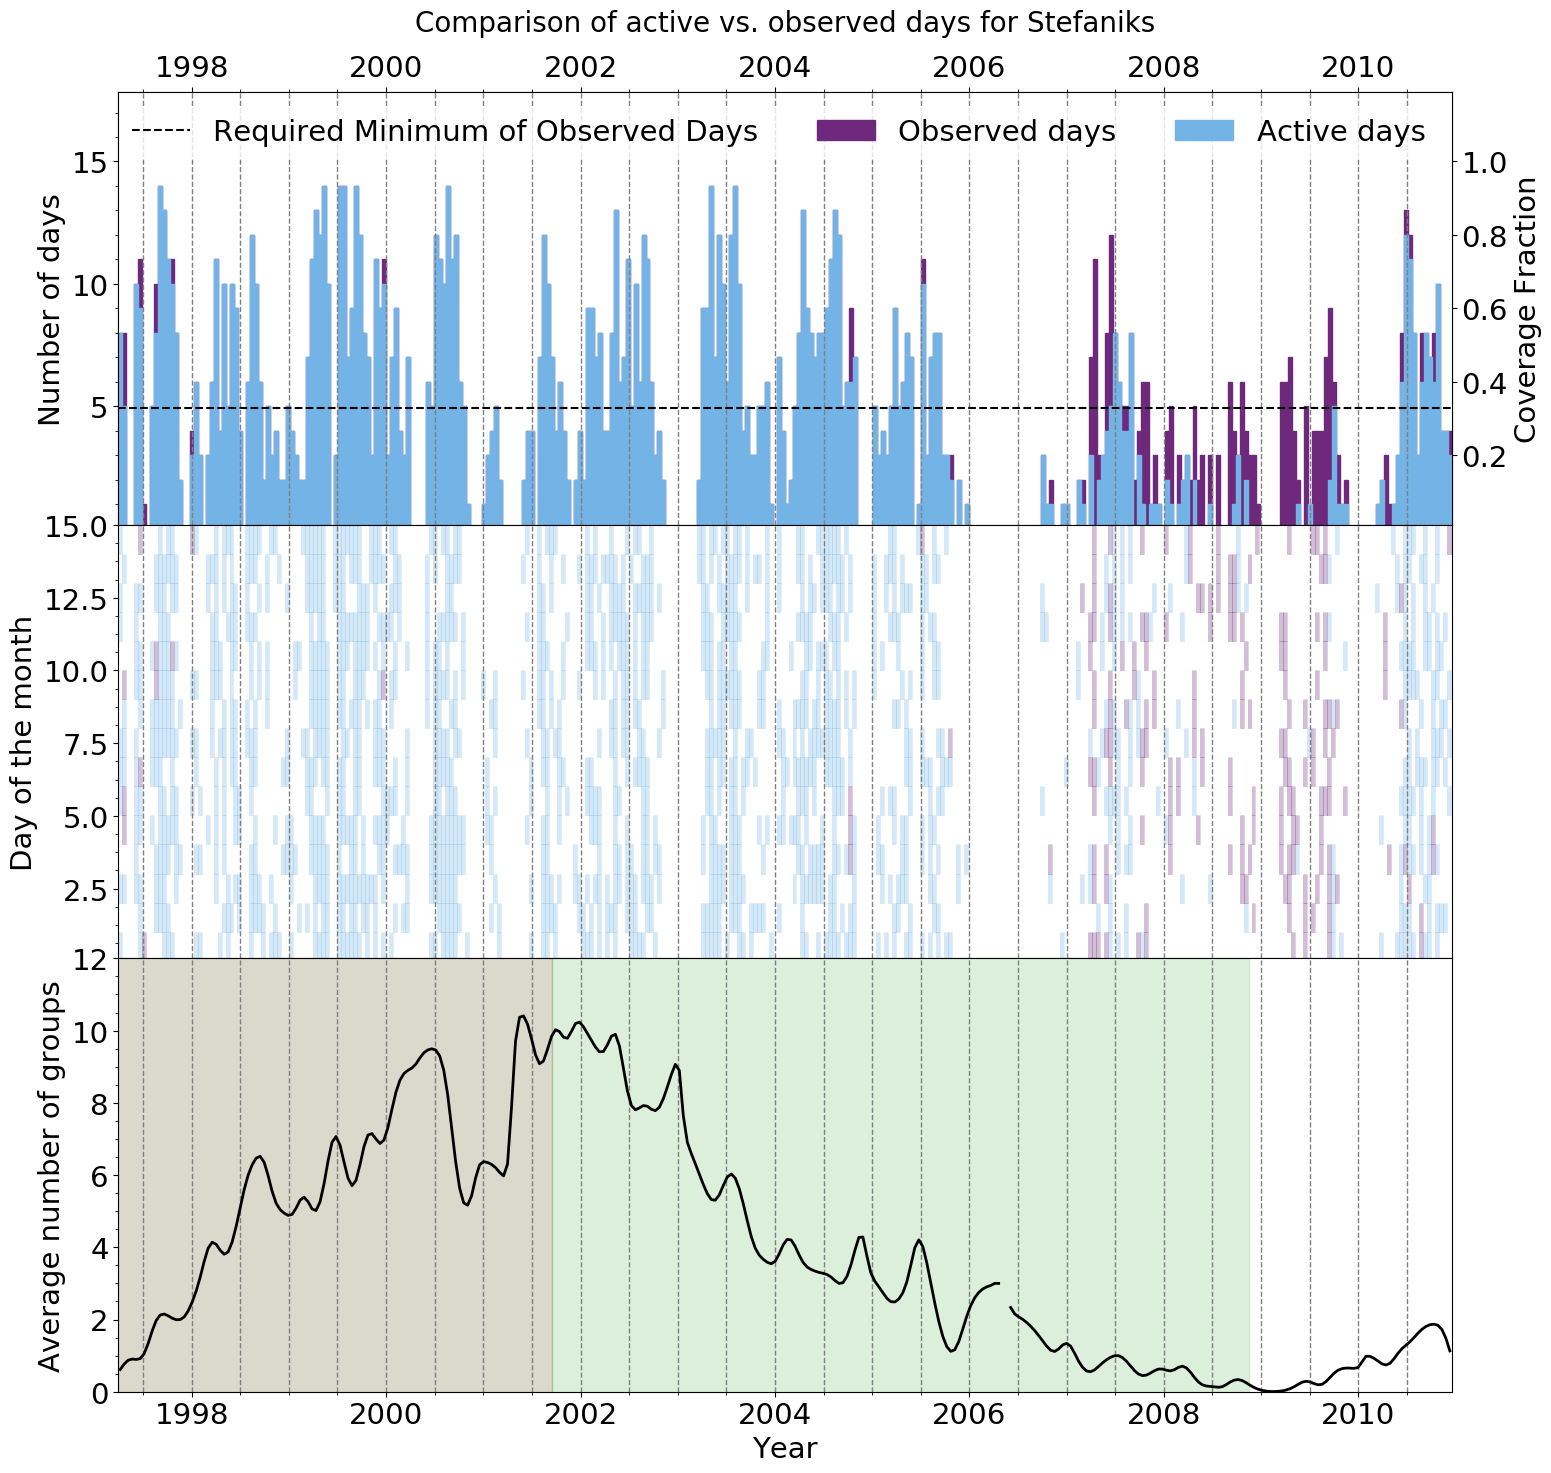 Comparison of active vs. observed days for Stefaniks
1998 2000 2002 2004 2006 2008 2010
Required Minimum of Observed Days Observed days Active days
Number of days
15
10
5
Coverage Fraction
1.0
0.8
0.6
0.4
0.2
Day of the month
15.0
12.5
10.0
7.5
5.0
2.5
Average number of groups
12
10
8
6
4
2
0
1998 2000 2002 2004 2006 2008 2010
Year